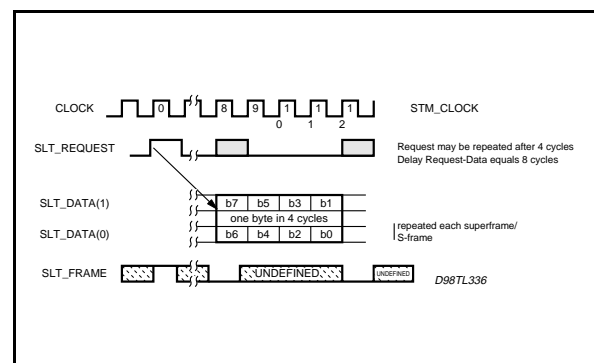 CLOCK 0 8 9 1 1 1 STM_CLOCK
0 1 2
SLT_REQUEST Request may be repeated after 4 cycles
Delay Request-Data equals 8 cycles
SLT_DATA(1) b7 b5 b3 b1
one byte in 4 cycles
SLT_DATA(0) b6 b4 b2 b0
repeated each superframe/
S-frame
SLT_FRAME UNDEFINED UNDEFINED
D98TL336